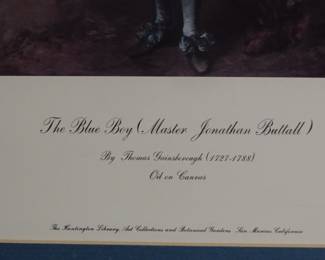 The Blue Boy (Master Jonathan Buttall)
By Thomas Gainsborough (1727-1788)
Oil on Canvas
The Huntington Library, Art Collections and Botanical Gardens San Marino, California